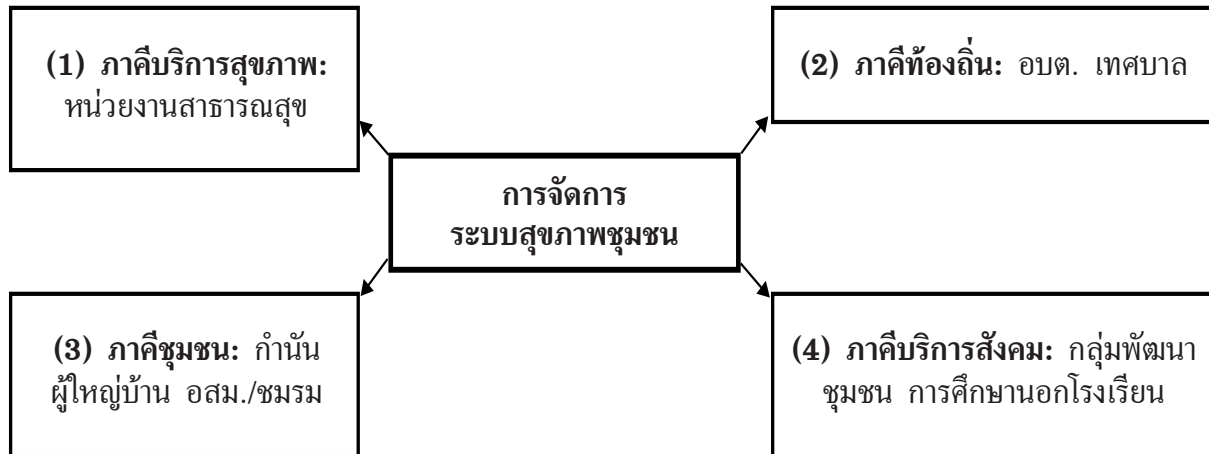 (1) ภาคีบริการสุขภาพ:
หน่วยงานสาธารณสุข
(2) ภาคีท้องถิ่น: อบต. เทศบาล
การจัดการ
ระบบสุขภาพชุมชน
(3) ภาคีชุมชน: กำนัน
ผู้ใหญ่บ้าน อสม./ชมรม
(4) ภาคีบริการสังคม: กลุ่มพัฒนา
ชุมชน การศึกษานอกโรงเรียน